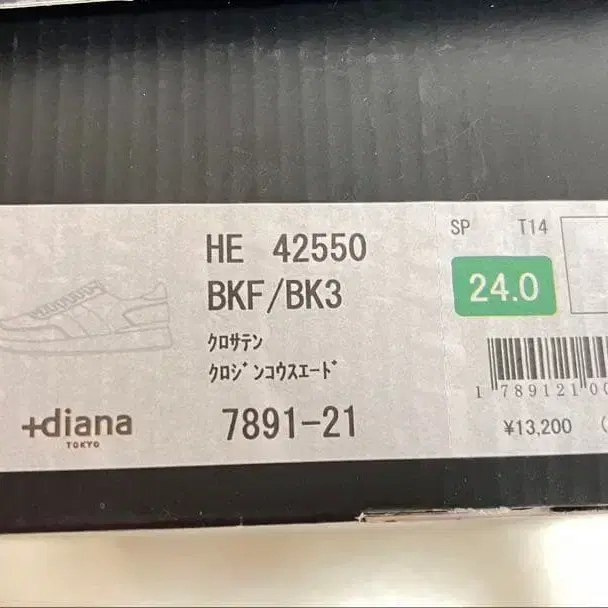 HE 42550
BKF/BK3
ｸﾛｻﾃﾝ
ｸﾛｼﾞﾝｺｳｽｴｰﾄﾞ
7891-21
+diana
TOKYO
SP T14
24.0
1 789121 00
¥13,200 (